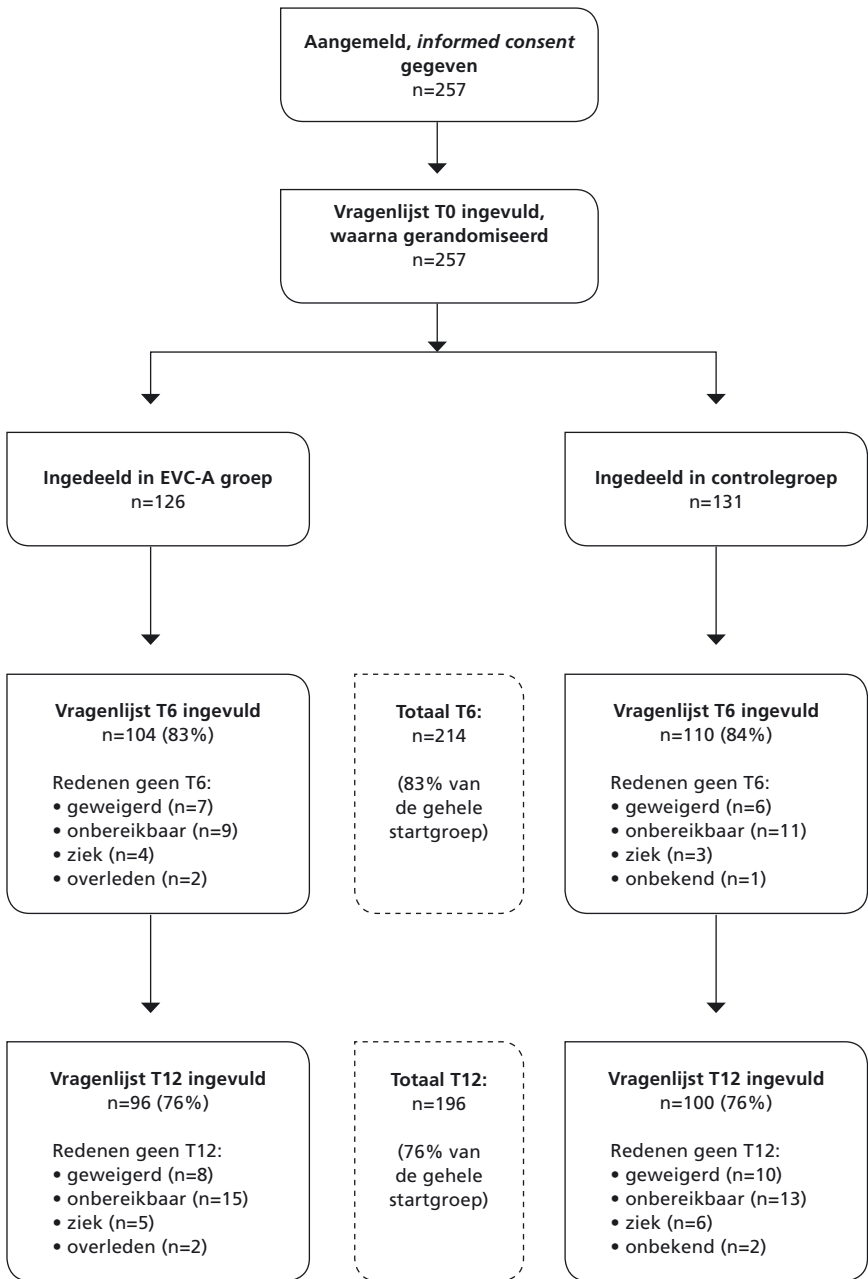 Aangemeld, informed consent
gegeven
n=257
Vragenlijst T0 ingevuld,
waarna gerandomiseerd
n=257
Ingedeeld in EVC-A groep
n=126
Ingedeeld in controlegroep
n=131
Vragenlijst T6 ingevuld
n=104 (83%)
Redenen geen T6:
• geweigerd (n=7)
• onbereikbaar (n=9)
• ziek (n=4)
• overleden (n=2)
Totaal T6:
n=214
(83% van
de gehele
startgroep)
Vragenlijst T6 ingevuld
n=110 (84%)
Redenen geen T6:
• geweigerd (n=6)
• onbereikbaar (n=11)
• ziek (n=3)
• onbekend (n=1)
Vragenlijst T12 ingevuld
n=96 (76%)
Redenen geen T12:
• geweigerd (n=8)
• onbereikbaar (n=15)
• ziek (n=5)
• overleden (n=2)
Totaal T12:
n=196
(76% van
de gehele
startgroep)
Vragenlijst T12 ingevuld
n=100 (76%)
Redenen geen T12:
• geweigerd (n=10)
• onbereikbaar (n=13)
• ziek (n=6)
• onbekend (n=2)